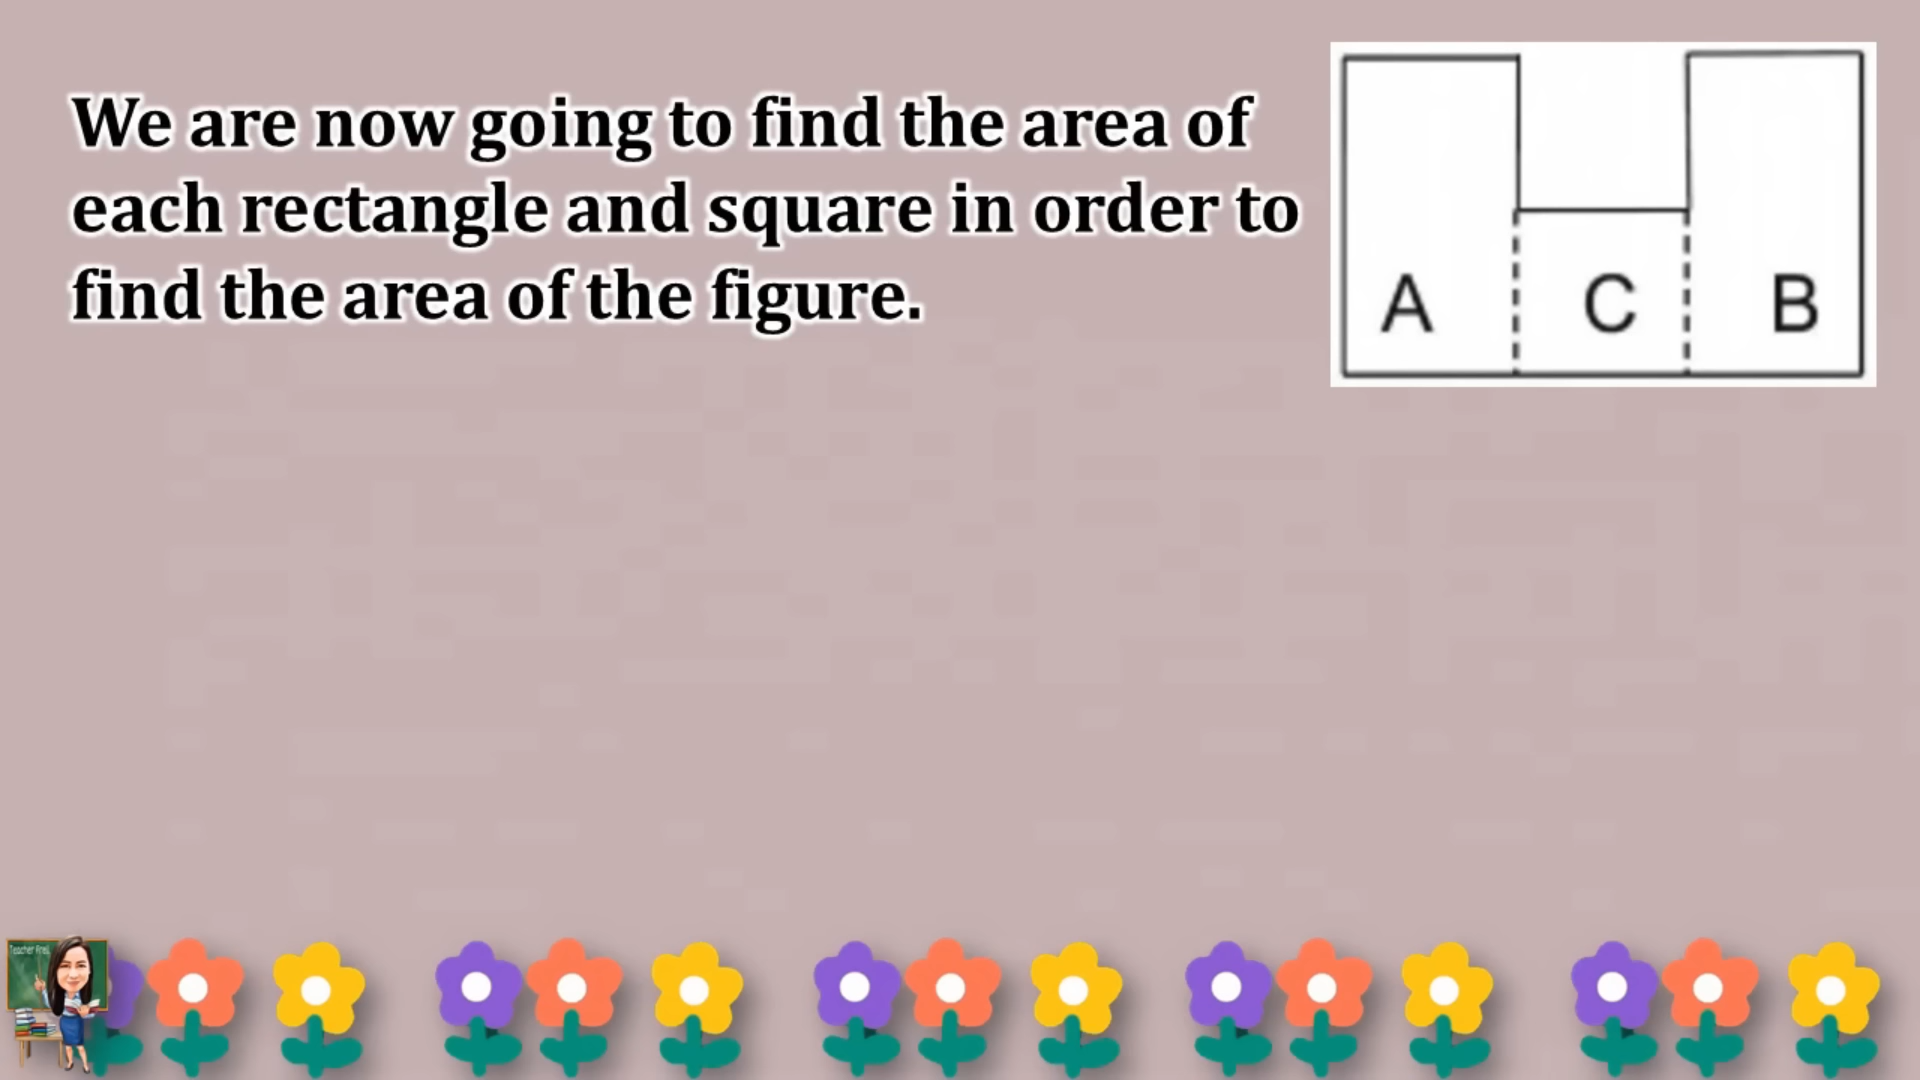 We are now going to find the area of
each rectangle and square in order to
find the area of the figure.
A C B